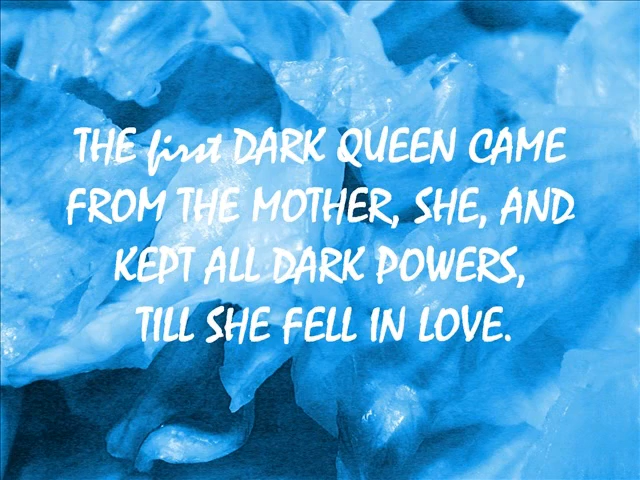 THE first DARK QUEEN CAME
FROM THE MOTHER, SHE, AND
KEPT ALL DARK POWERS,
TILL SHE FELL IN LOVE.